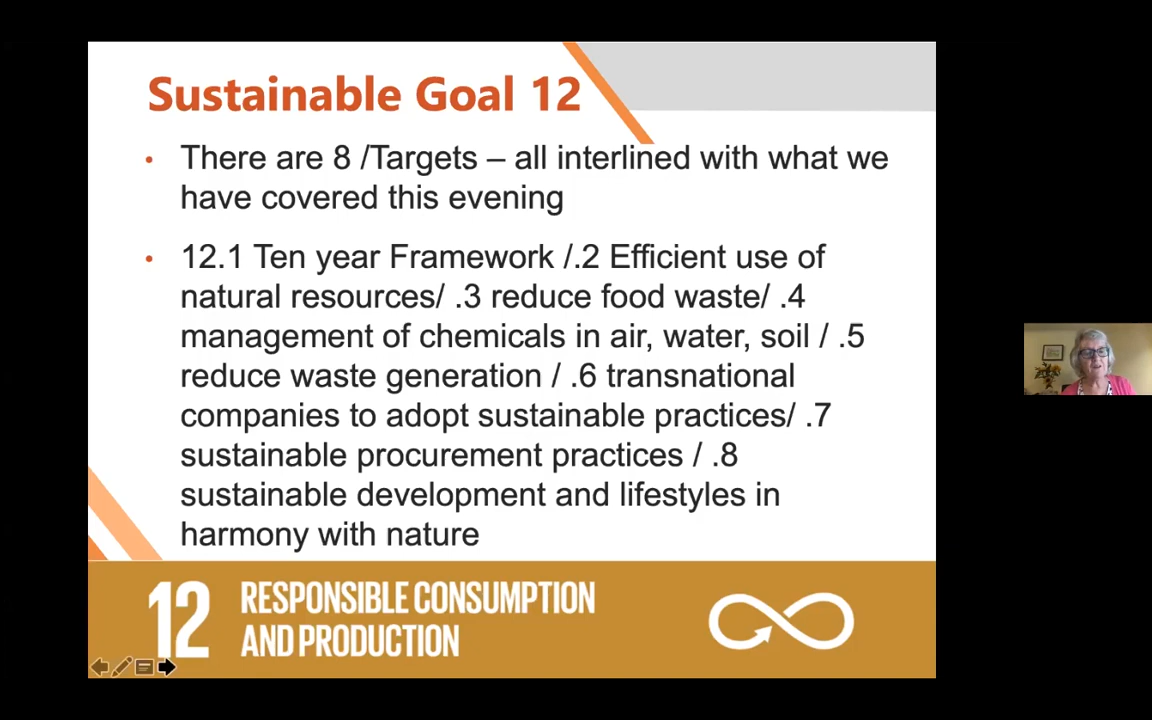 Sustainable Goal 12
• There are 8 /Targets – all interlined with what we
have covered this evening
• 12.1 Ten year Framework /.2 Efficient use of
natural resources/ .3 reduce food waste/ .4
management of chemicals in air, water, soil / .5
reduce waste generation / .6 transnational
companies to adopt sustainable practices/ .7
sustainable procurement practices / .8
sustainable development and lifestyles in
harmony with nature
12 RESPONSIBLE CONSUMPTION
AND PRODUCTION